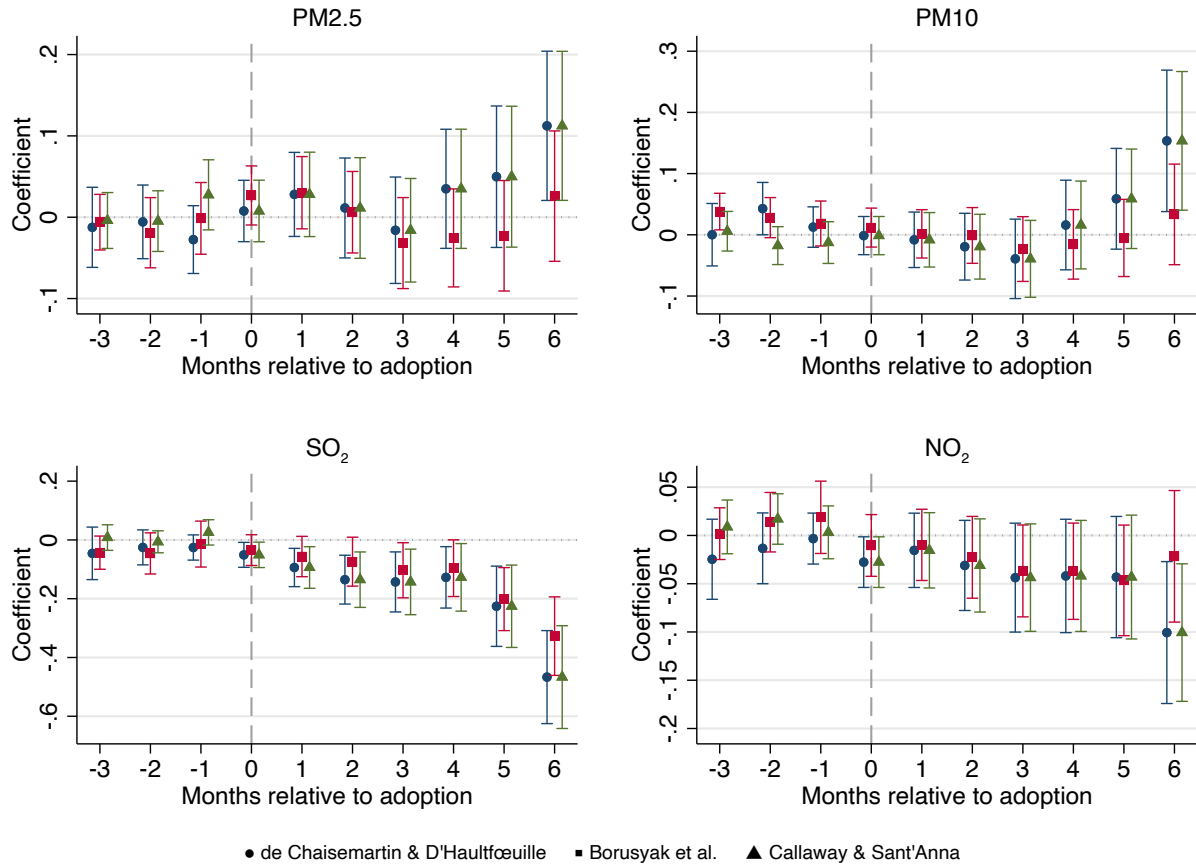 PM2.5
Coefficient
.2
.1
0
-.1
-3 -2 -1 0 1 2 3 4 5 6
Months relative to adoption
PM10
Coefficient
.3
.2
.1
0
-.1
-3 -2 -1 0 1 2 3 4 5 6
Months relative to adoption
SO₂
Coefficient
.2
0
-.2
-.4
-.6
-3 -2 -1 0 1 2 3 4 5 6
Months relative to adoption
NO₂
Coefficient
.05
0
-.05
-.1
-.15
-.2
-3 -2 -1 0 1 2 3 4 5 6
Months relative to adoption
de Chaisemartin & D'Haultfœuille Borusyak et al. Callaway & Sant'Anna